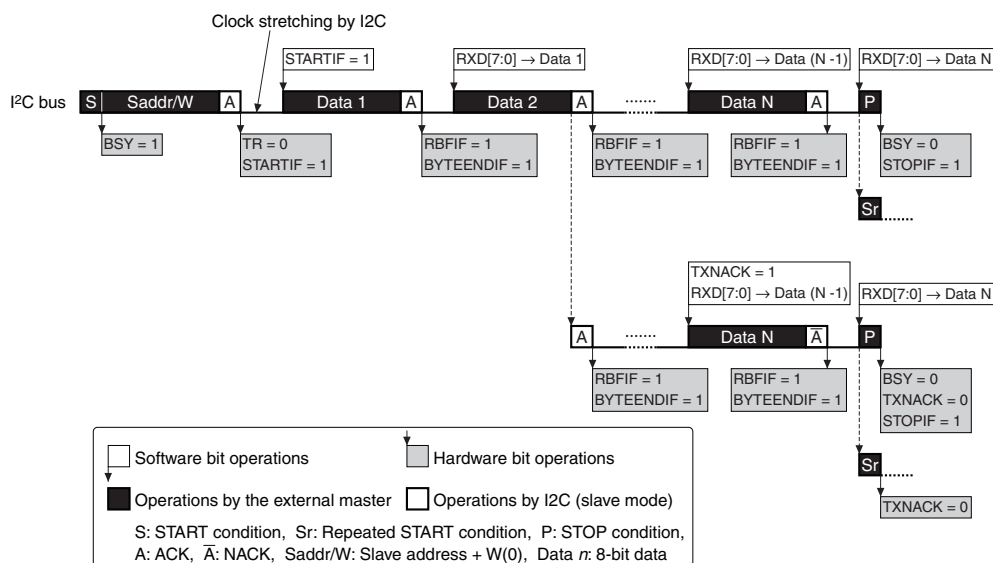 Clock stretching by I2C
STARTIF = 1
RXD[7:0] → Data 1
RXD[7:0] → Data (N -1)
RXD[7:0] → Data N
I²C bus
S Saddr/W A Data 1 A Data 2 A ........ Data N A P
BSY = 1
TR = 0
STARTIF = 1
RBFIF = 1
BYTEENDIF = 1
RBFIF = 1
BYTEENDIF = 1
RBFIF = 1
BYTEENDIF = 1
BSY = 0
STOPIF = 1
Sr ........
TXNACK = 1
RXD[7:0] → Data (N -1)
RXD[7:0] → Data N
A ........ Data N A̅ P
RBFIF = 1
BYTEENDIF = 1
RBFIF = 1
BYTEENDIF = 1
BSY = 0
TXNACK = 0
STOPIF = 1
Sr ........
TXNACK = 0
Software bit operations
Hardware bit operations
Operations by the external master
Operations by I2C (slave mode)
S: START condition, Sr: Repeated START condition, P: STOP condition,
A: ACK, A̅: NACK, Saddr/W: Slave address + W(0), Data n: 8-bit data